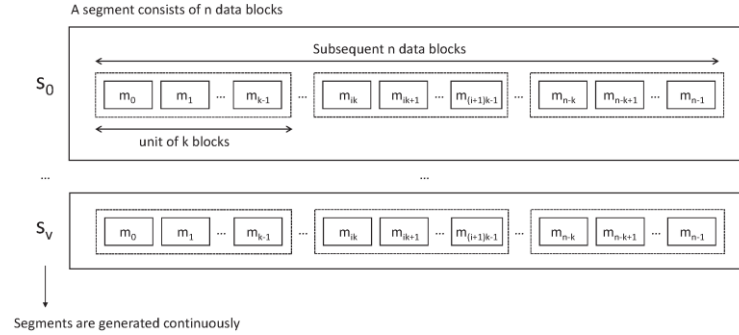 A segment consists of n data blocks
Subsequent n data blocks
S₀
m₀ m₁ ... mₖ₋₁ ... mᵢₖ mᵢₖ₊₁ ... m₍ᵢ₊₁₎ₖ₋₁ ... mₙ₋ₖ mₙ₋ₖ₊₁ ... mₙ₋₁
unit of k blocks
... ...
Sᵥ
m₀ m₁ ... mₖ₋₁ ... mᵢₖ mᵢₖ₊₁ ... m₍ᵢ₊₁₎ₖ₋₁ ... mₙ₋ₖ mₙ₋ₖ₊₁ ... mₙ₋₁
Segments are generated continuously